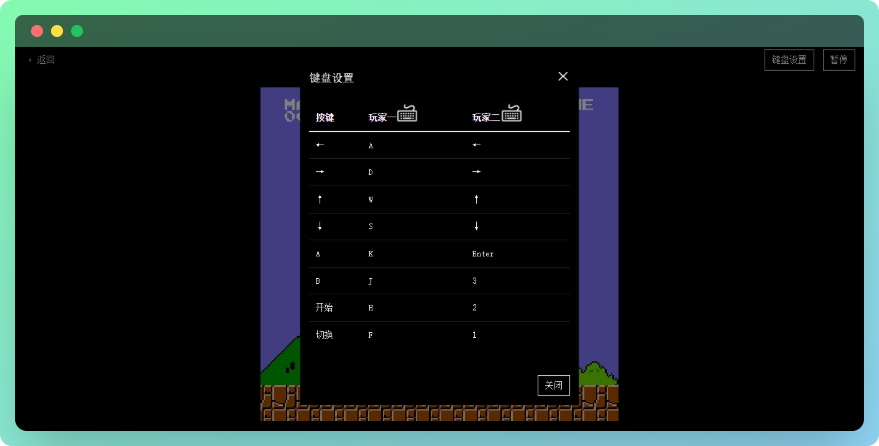 ‹ 返回
键盘设置 暂停
键盘设置
按键 玩家一 玩家二
← A ←
→ D →
↑ W ↑
↓ S ↓
A K Enter
B J 3
开始 H 2
切换 F 1
关闭